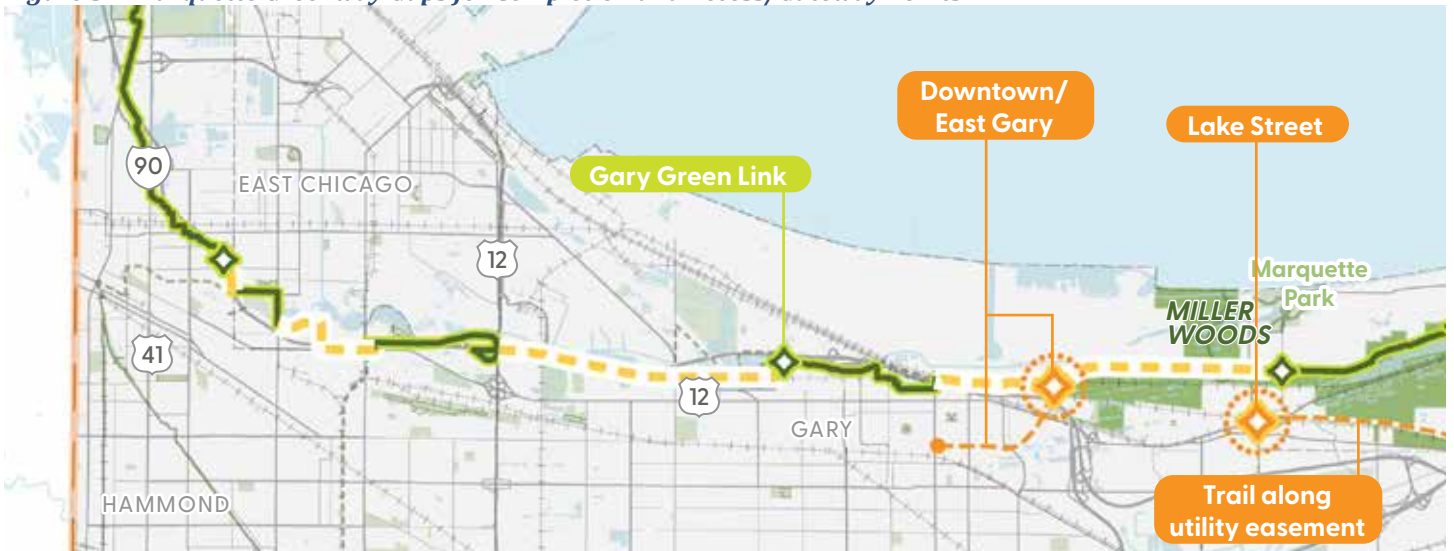 Downtown/
East Gary
Lake Street
90
EAST CHICAGO
Gary Green Link
12
Marquette
Park
MILLER
WOODS
41
12
GARY
HAMMOND
Trail along
utility easement